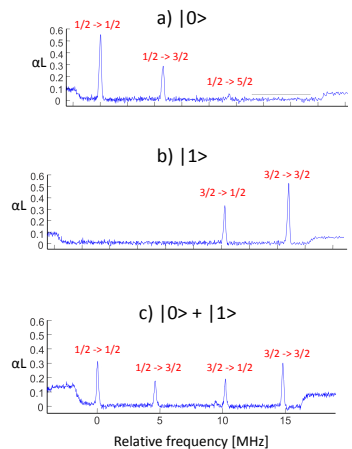 a) |0>
1/2 -> 1/2
1/2 -> 3/2
1/2 -> 5/2
αL
0.6
0.5
0.4
0.3
0.2
0.1
0
b) |1>
3/2 -> 1/2
3/2 -> 3/2
αL
0.6
0.5
0.4
0.3
0.2
0.1
0
c) |0> + |1>
1/2 -> 1/2
1/2 -> 3/2
3/2 -> 1/2
3/2 -> 3/2
αL
0.6
0.5
0.4
0.3
0.2
0.1
0
0 5 10 15
Relative frequency [MHz]